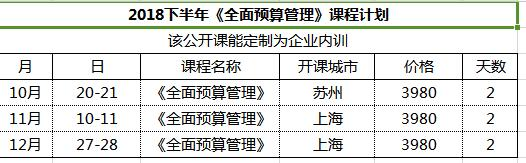 2018下半年《全面预算管理》课程计划
该公开课能定制为企业内训
月 日 课程名称 开课城市 价格 天数
10月 20-21 《全面预算管理》 苏州 3980 2
11月 10-11 《全面预算管理》 上海 3980 2
12月 27-28 《全面预算管理》 上海 3980 2